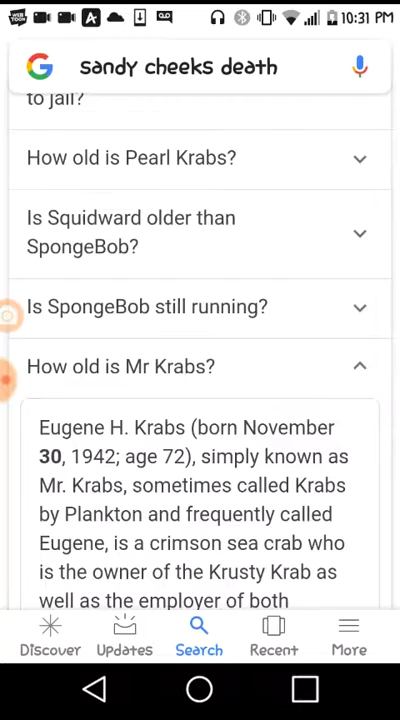 10:31 PM
sandy cheeks death
to jail?
How old is Pearl Krabs?
Is Squidward older than
SpongeBob?
Is SpongeBob still running?
How old is Mr Krabs?
Eugene H. Krabs (born November
30, 1942; age 72), simply known as
Mr. Krabs, sometimes called Krabs
by Plankton and frequently called
Eugene, is a crimson sea crab who
is the owner of the Krusty Krab as
well as the employer of both
Discover Updates Search Recent More